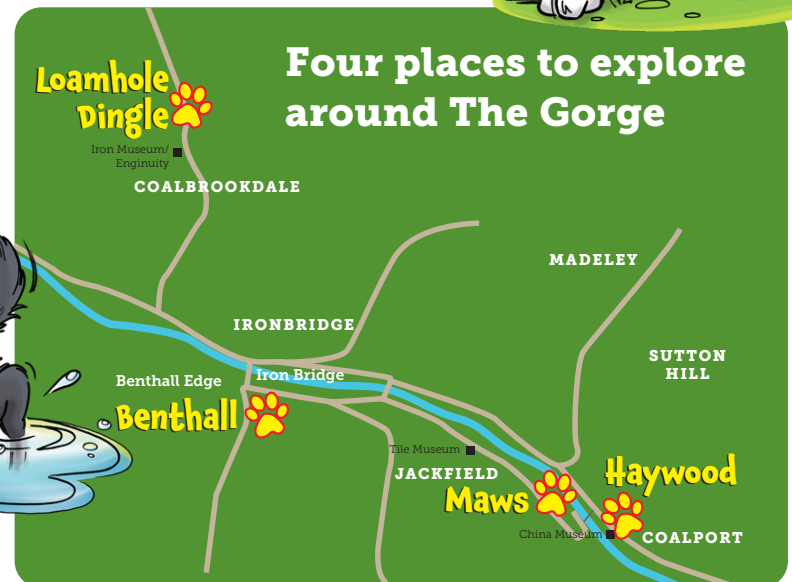 Four places to explore
around The Gorge
Loamhole
Dingle
Iron Museum/
Enginuity
COALBROOKDALE
MADELEY
IRONBRIDGE
SUTTON
HILL
Iron Bridge
Benthall Edge
Benthall
Tile Museum
JACKFIELD
Haywood
Maws
China Museum
COALPORT